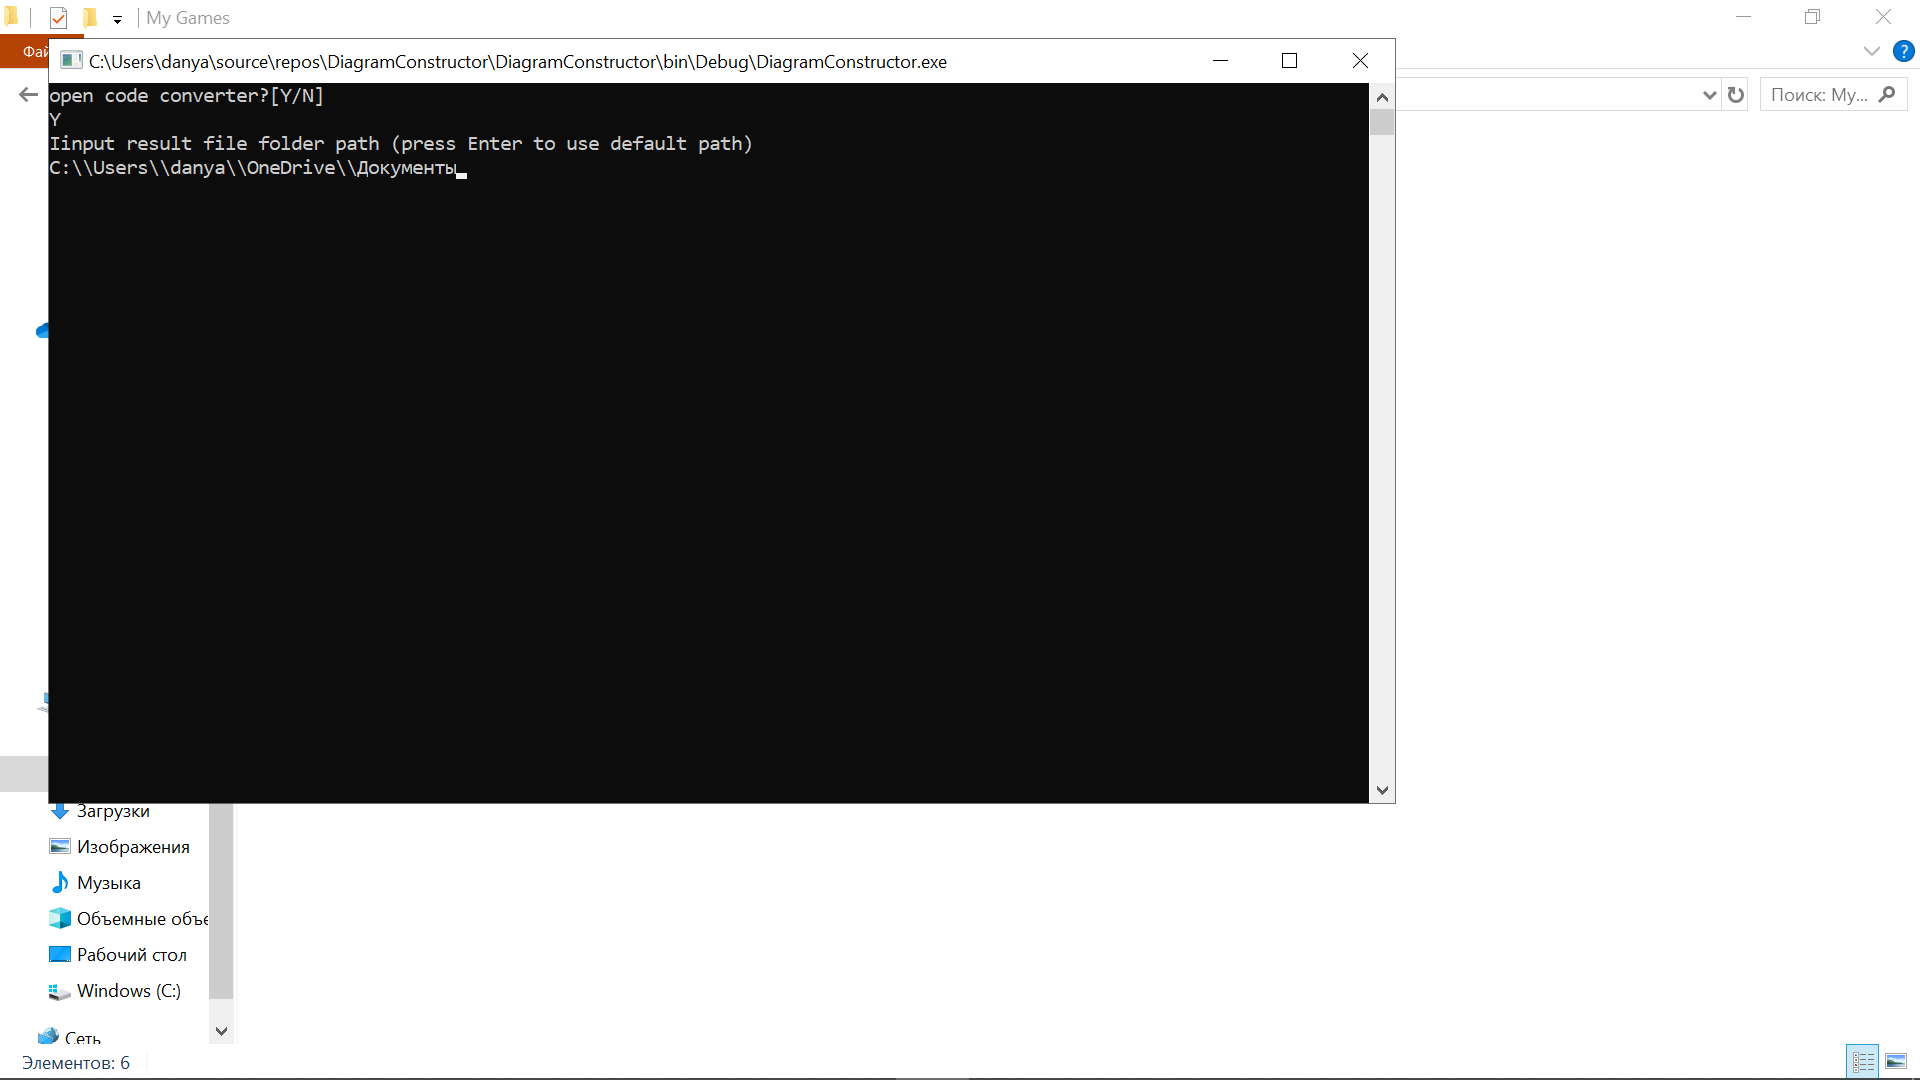 My Games
Фай
C:\Users\danya\source\repos\DiagramConstructor\DiagramConstructor\bin\Debug\DiagramConstructor.exe
?
Поиск: My...
open code converter?[Y/N]
Y
Iinput result file folder path (press Enter to use default path)
C:\\Users\\danya\\OneDrive\\Документы
Загрузки
Изображения
Музыка
Объемные объе
Рабочий стол
Windows (C:)
Сеть
Элементов: 6